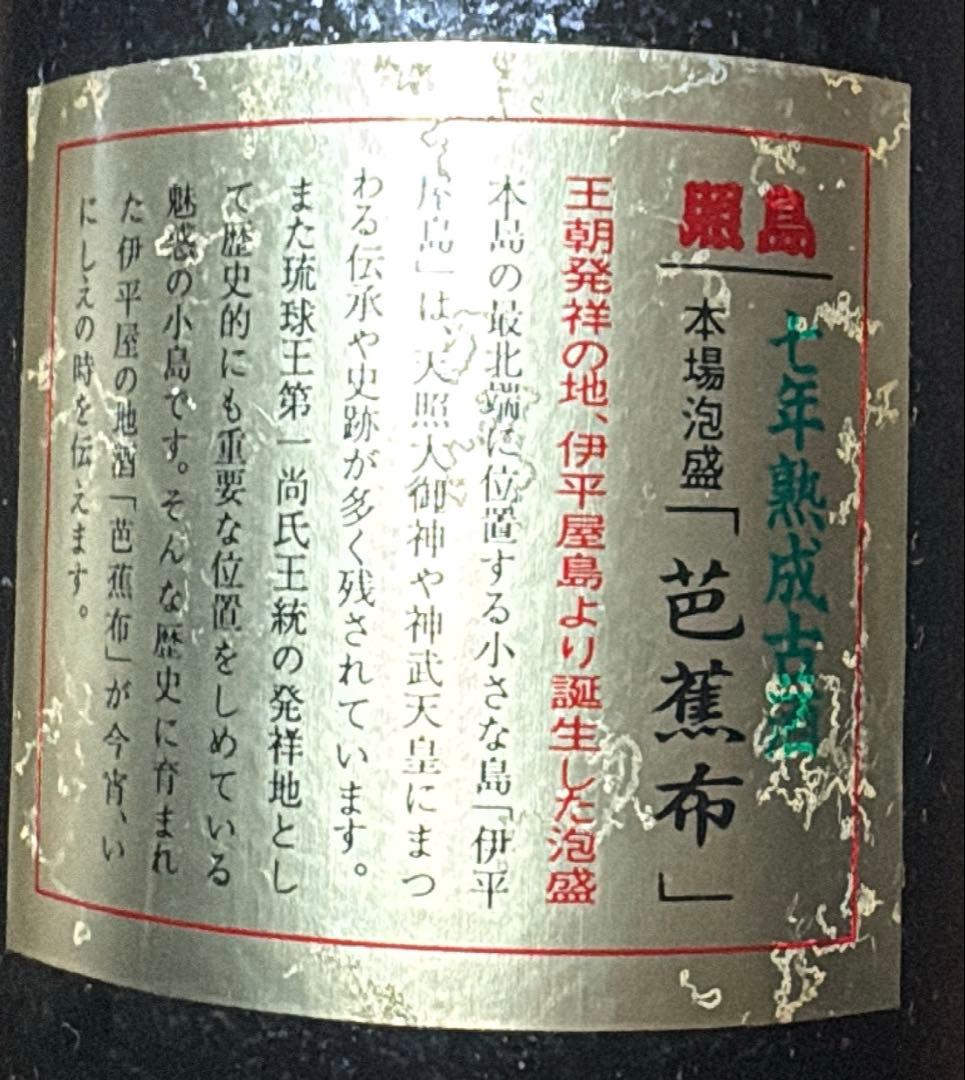 照島
七年熟成古酒
本場泡盛「芭蕉布」
王朝発祥の地、伊平屋島より誕生した泡盛
本島の最北端に位置する小さな島「伊平
屋島」は、天照大御神や神武天皇にまつ
わる伝承や史跡が多く残されています。
また琉球王第一尚氏王統の発祥地とし
て歴史的にも重要な位置をしめている
魅惑の小島です。そんな歴史に育まれ
た伊平屋の地酒「芭蕉布」が今宵、い
にしえの時を伝えます。